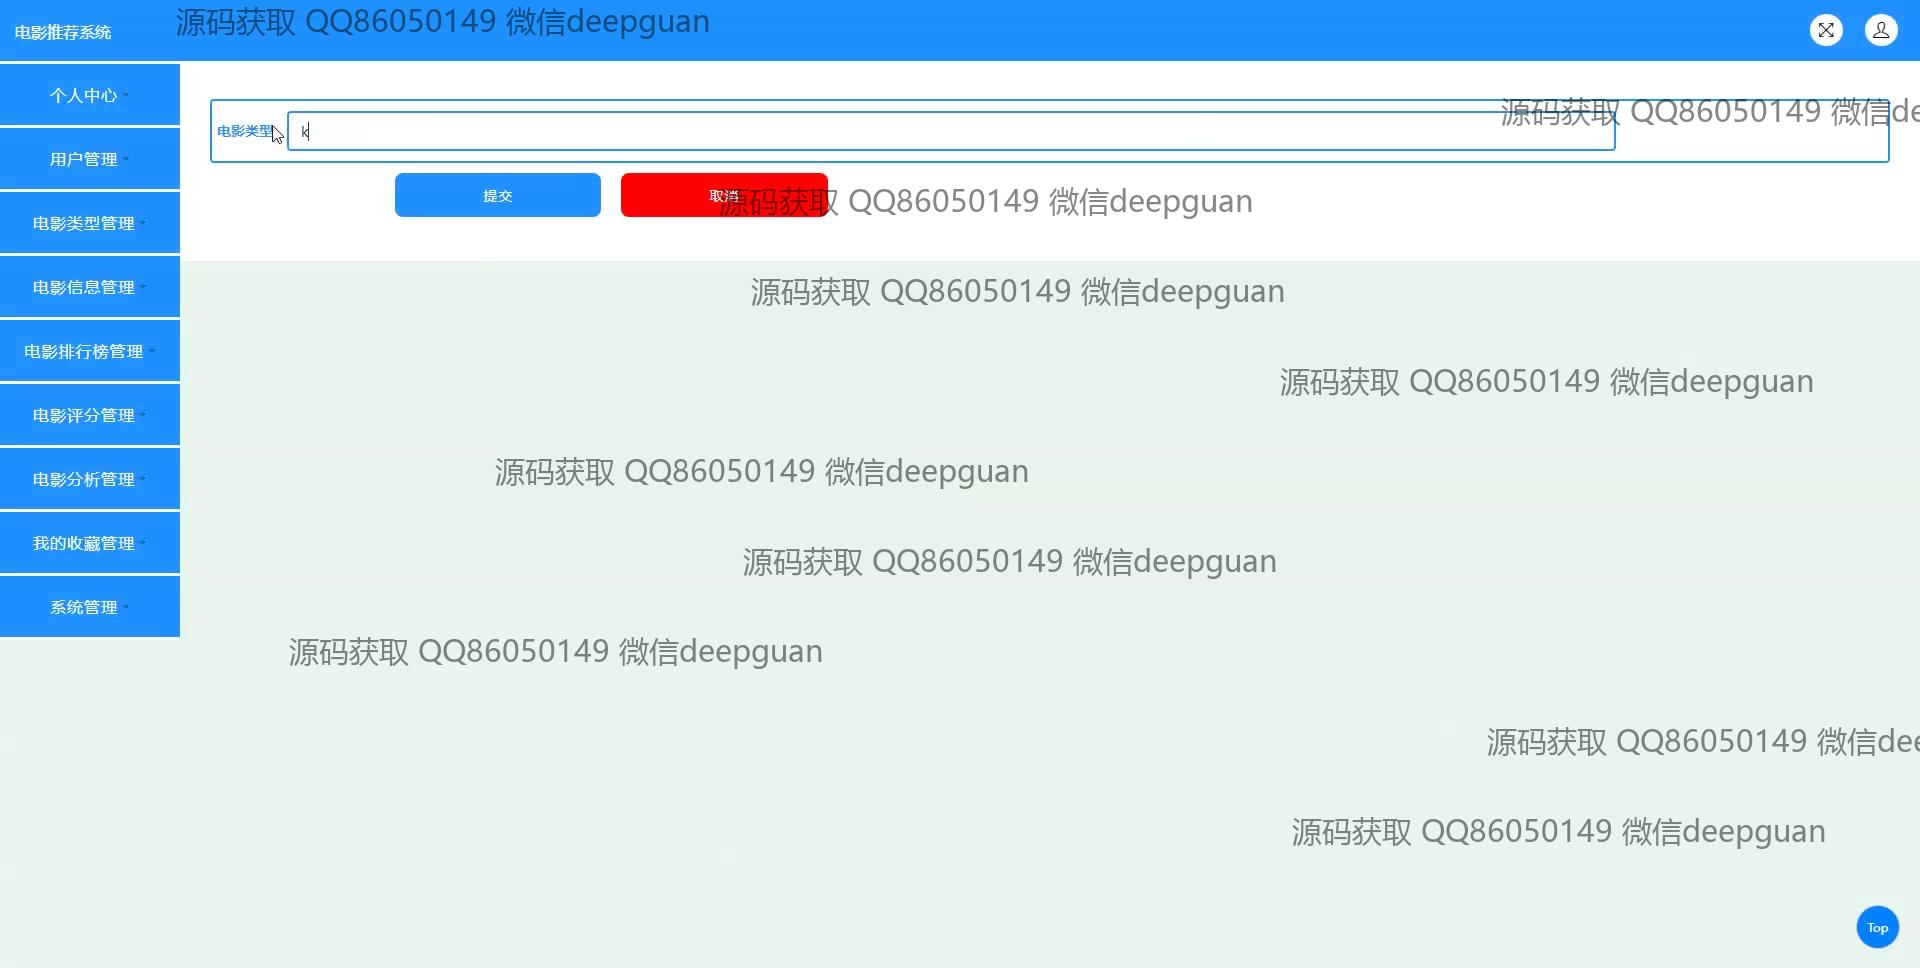 电影推荐系统
源码获取 QQ86050149 微信deepguan
个人中心
用户管理
电影类型管理
电影信息管理
电影排行榜管理
电影评分管理
电影分析管理
我的收藏管理
系统管理
源码获取 QQ86050149 微信de
电影类型
k
提交
取消
源码获取 QQ86050149 微信deepguan
源码获取 QQ86050149 微信deepguan
源码获取 QQ86050149 微信deepguan
源码获取 QQ86050149 微信deepguan
源码获取 QQ86050149 微信deepguan
源码获取 QQ86050149 微信deepguan
源码获取 QQ86050149 微信dee
源码获取 QQ86050149 微信deepguan
Top